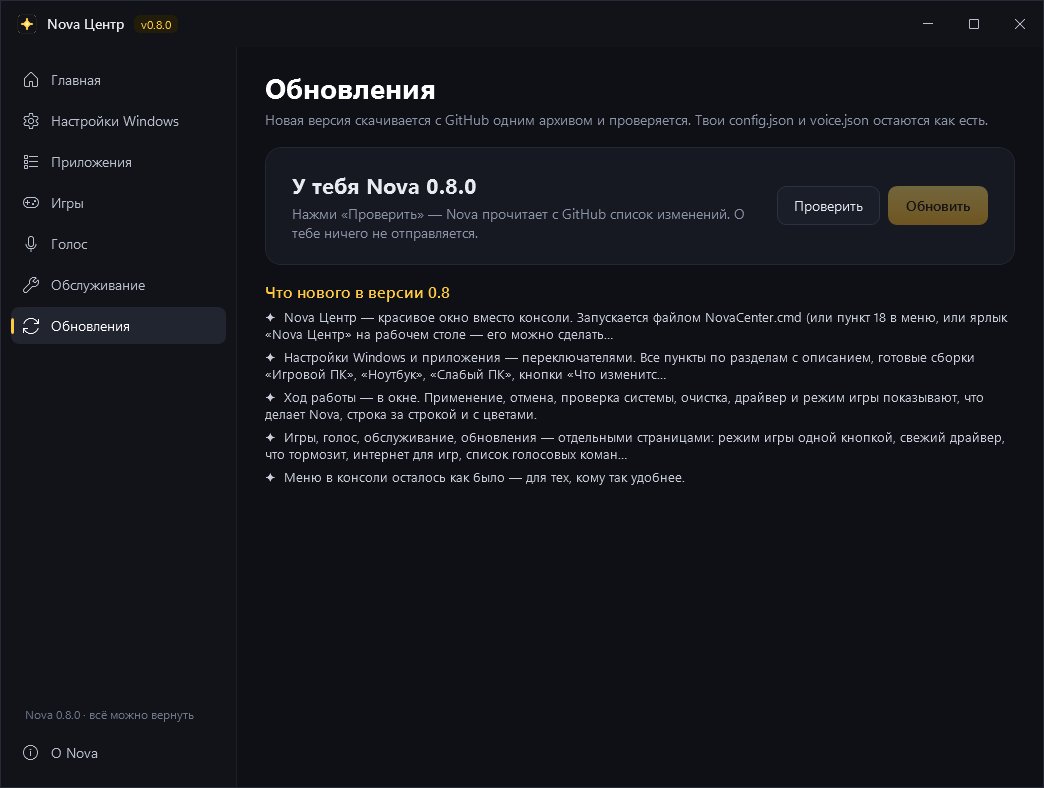 Nova Центр v0.8.0
Главная
Настройки Windows
Приложения
Игры
Голос
Обслуживание
Обновления
Nova 0.8.0 · всё можно вернуть
О Nova
Обновления
Новая версия скачивается с GitHub одним архивом и проверяется. Твои config.json и voice.json остаются как есть.
У тебя Nova 0.8.0
Нажми «Проверить» — Nova прочитает с GitHub список изменений. О
тебе ничего не отправляется.
Проверить
Обновить
Что нового в версии 0.8
✦ Nova Центр — красивое окно вместо консоли. Запускается файлом NovaCenter.cmd (или пункт 18 в меню, или ярлык
«Nova Центр» на рабочем столе — его можно сделать...
✦ Настройки Windows и приложения — переключателями. Все пункты по разделам с описанием, готовые сборки
«Игровой ПК», «Ноутбук», «Слабый ПК», кнопки «Что изменитс...
✦ Ход работы — в окне. Применение, отмена, проверка системы, очистка, драйвер и режим игры показывают, что
делает Nova, строка за строкой и с цветами.
✦ Игры, голос, обслуживание, обновления — отдельными страницами: режим игры одной кнопкой, свежий драйвер,
что тормозит, интернет для игр, список голосовых коман...
✦ Меню в консоли осталось как было — для тех, кому так удобнее.